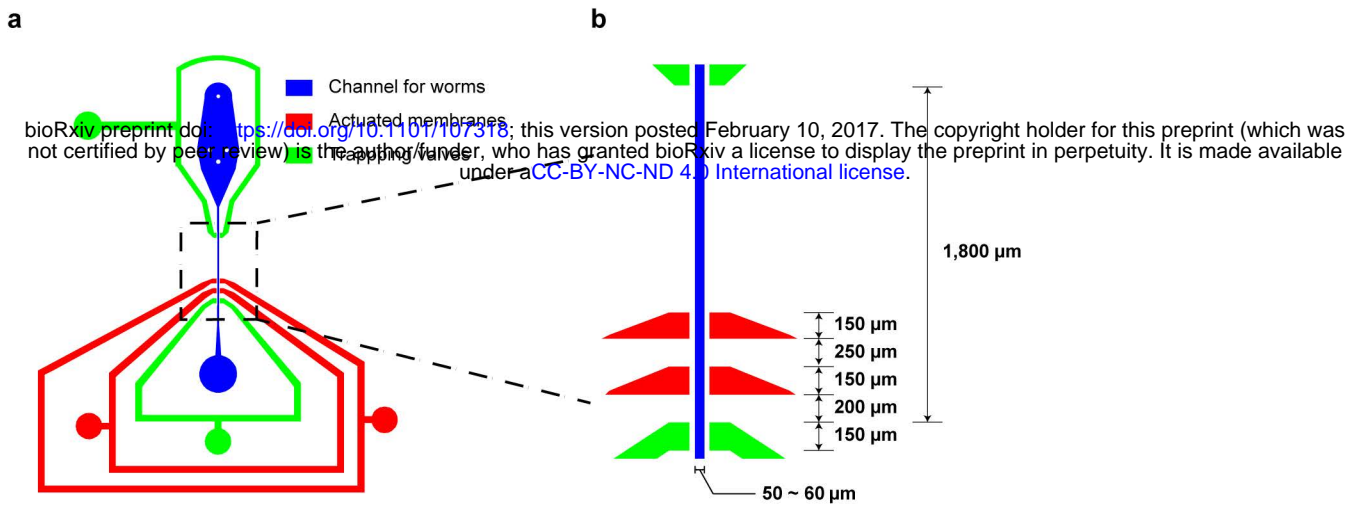 a
b
Channel for worms
Actuated membranes
bioRxiv preprint doi: https://doi.org/10.1101/107318; this version posted February 10, 2017. The copyright holder for this preprint (which was
not certified by peer review) is the author/funder, who has granted bioRxiv a license to display the preprint in perpetuity. It is made available
Trappping valves
under aCC-BY-NC-ND 4.0 International license.
1,800 µm
150 µm
250 µm
150 µm
200 µm
150 µm
50 ~ 60 µm